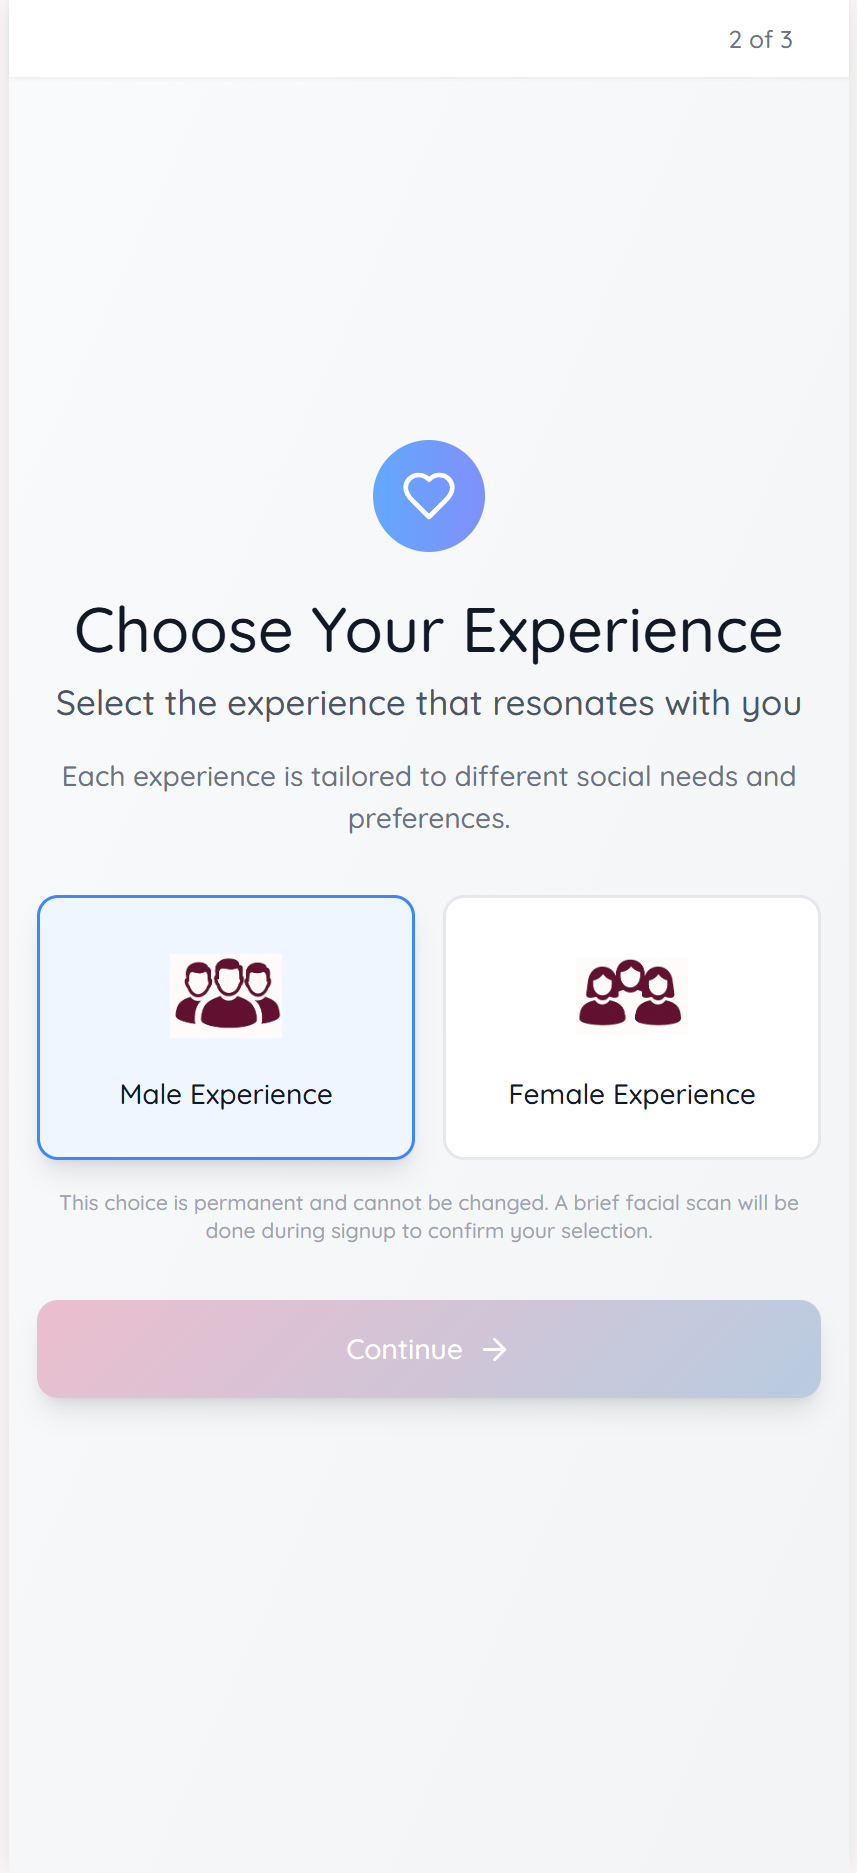 2 of 3
Choose Your Experience
Select the experience that resonates with you
Each experience is tailored to different social needs and
preferences.
Male Experience
Female Experience
This choice is permanent and cannot be changed. A brief facial scan will be
done during signup to confirm your selection.
Continue